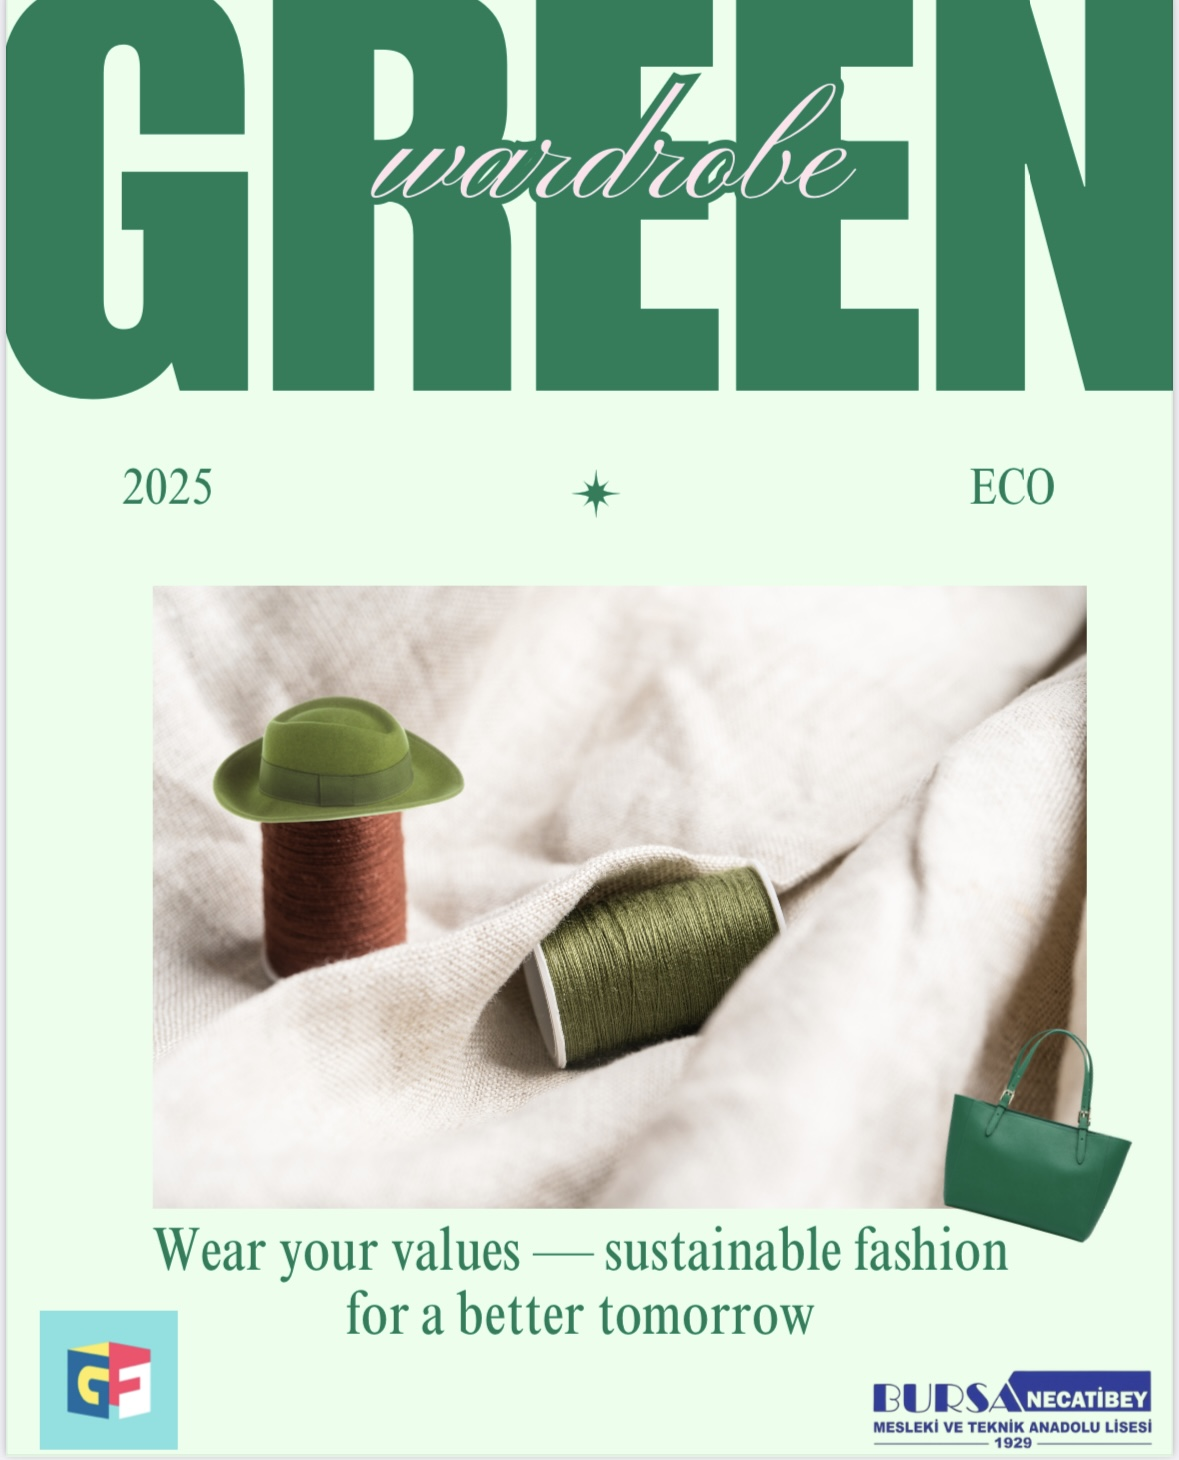 GREEN
wardrobe
2025
ECO
Wear your values — sustainable fashion
for a better tomorrow
GF
BURSA NECATİBEY
MESLEKİ VE TEKNİK ANADOLU LİSESİ
1929